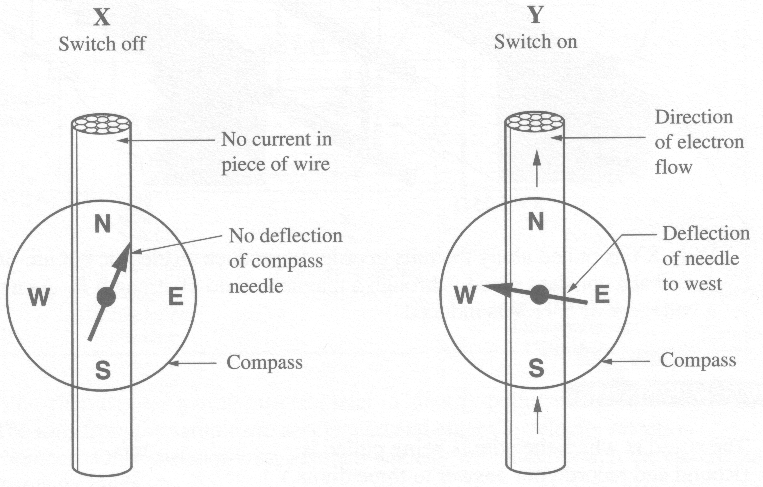 X
Switch off
No current in
piece of wire
N
No deflection
of compass
needle
W
E
S
Compass
Y
Switch on
Direction
of electron
flow
N
Deflection
of needle
to west
W
E
S
Compass